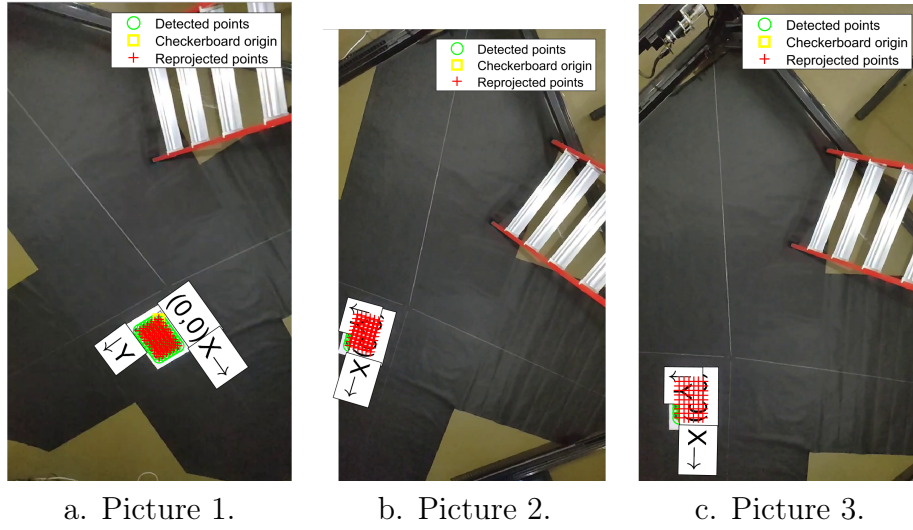 Detected points
Checkerboard origin
Reprojected points
(0,0)
X→
←Y
a. Picture 1.
Detected points
Checkerboard origin
Reprojected points
←
X→
b. Picture 2.
Detected points
Checkerboard origin
Reprojected points
←Y
X→
c. Picture 3.